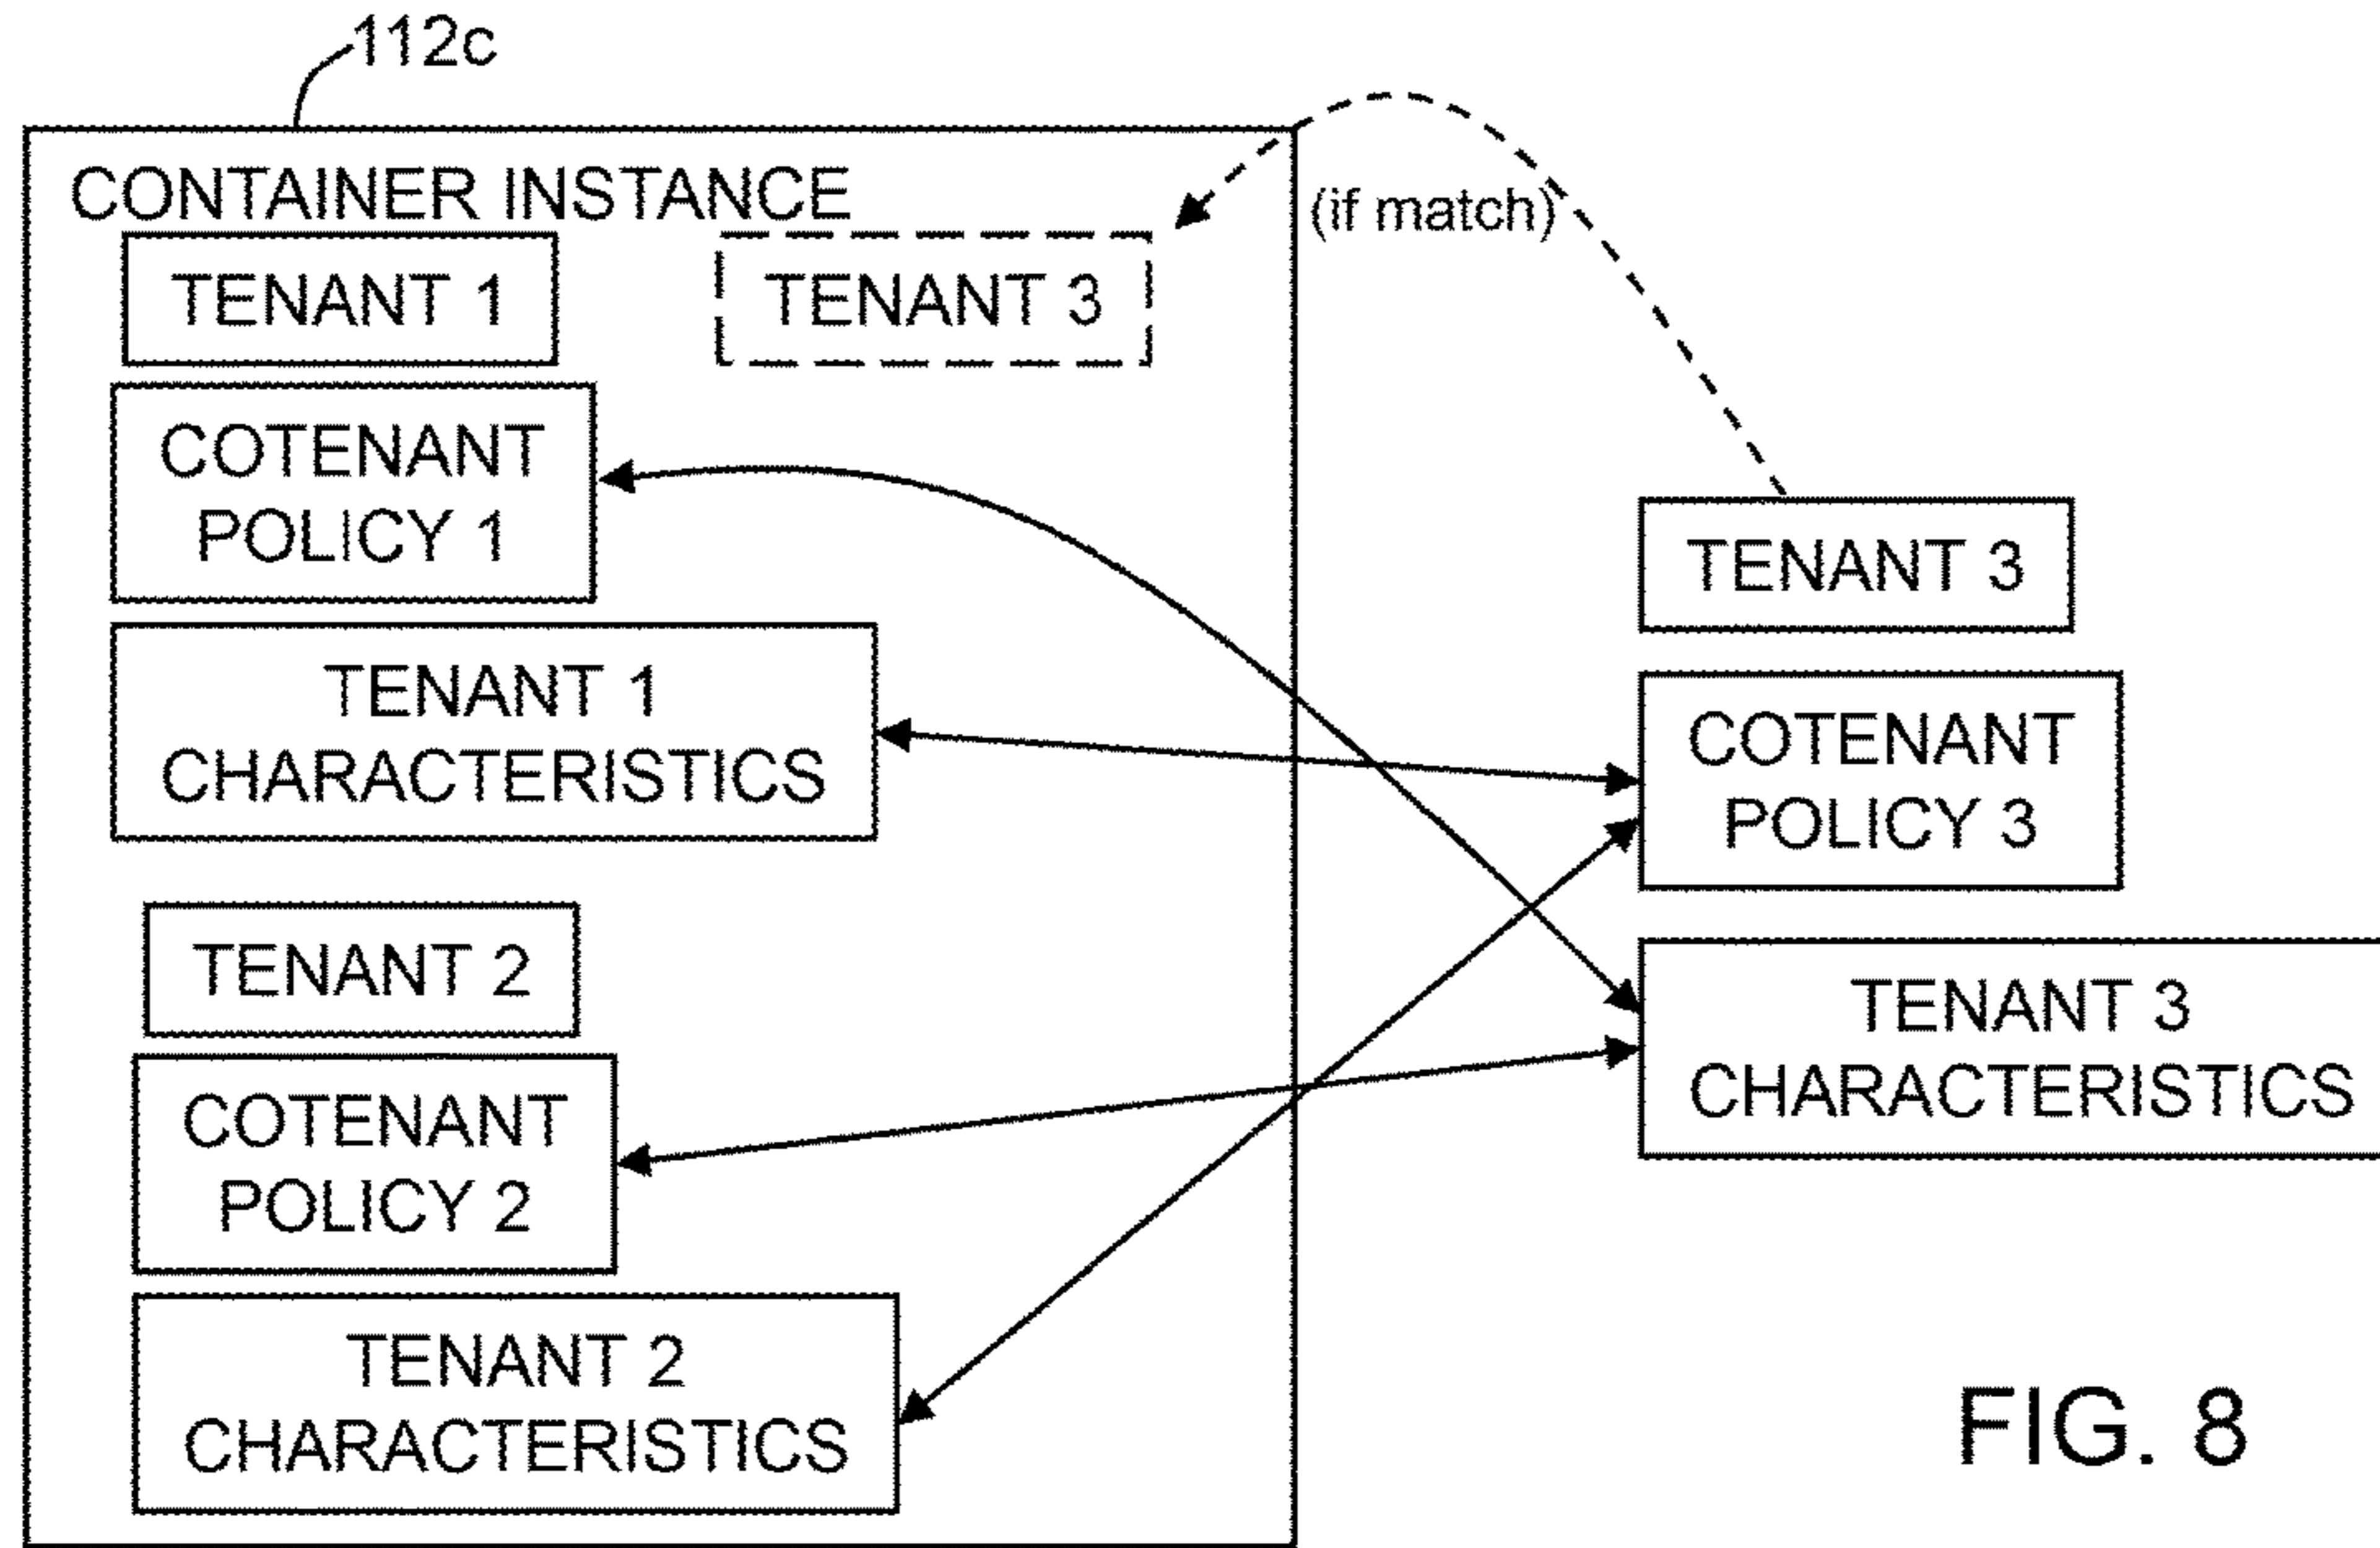 112c
CONTAINER INSTANCE
TENANT 1
TENANT 3
(if match)
COTENANT
POLICY 1
TENANT 1
CHARACTERISTICS
TENANT 2
COTENANT
POLICY 2
TENANT 2
CHARACTERISTICS
TENANT 3
COTENANT
POLICY 3
TENANT 3
CHARACTERISTICS
FIG. 8